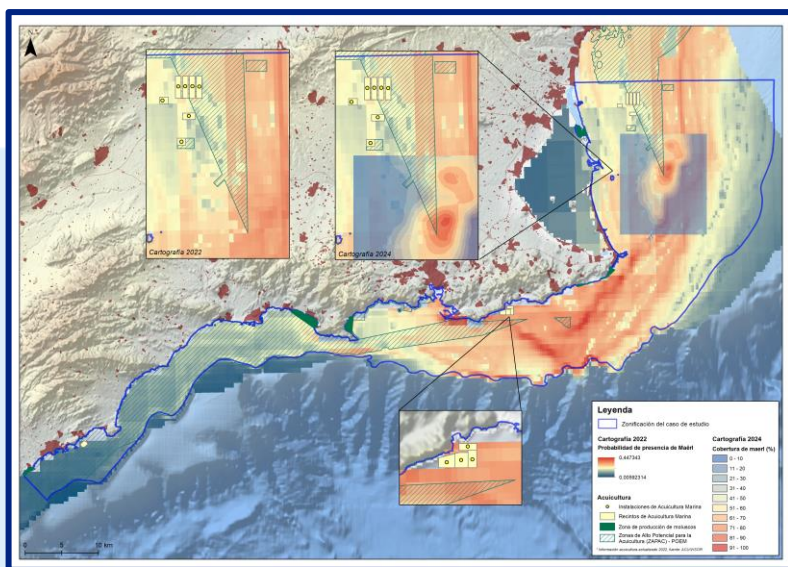 Cartografía 2022
Cartografía 2024
Leyenda
Zonificación del caso de estudio
Cartografía 2022
Probabilidad de presencia de Maërl
0.447343
Acuicultura
Instalaciones de Acuicultura Marina
Recintos de Acuicultura Marina
Zona de producción de moluscos
Zonas de Alto Potencial para la
Acuicultura (ZAPAC) - POEM
Cartografía 2024
Cobertura de maerl (%)
0 - 10
11 - 20
21 - 30
31 - 40
41 - 50
51 - 60
61 - 70
71 - 80
81 - 90
91 - 100
0 5 10 km